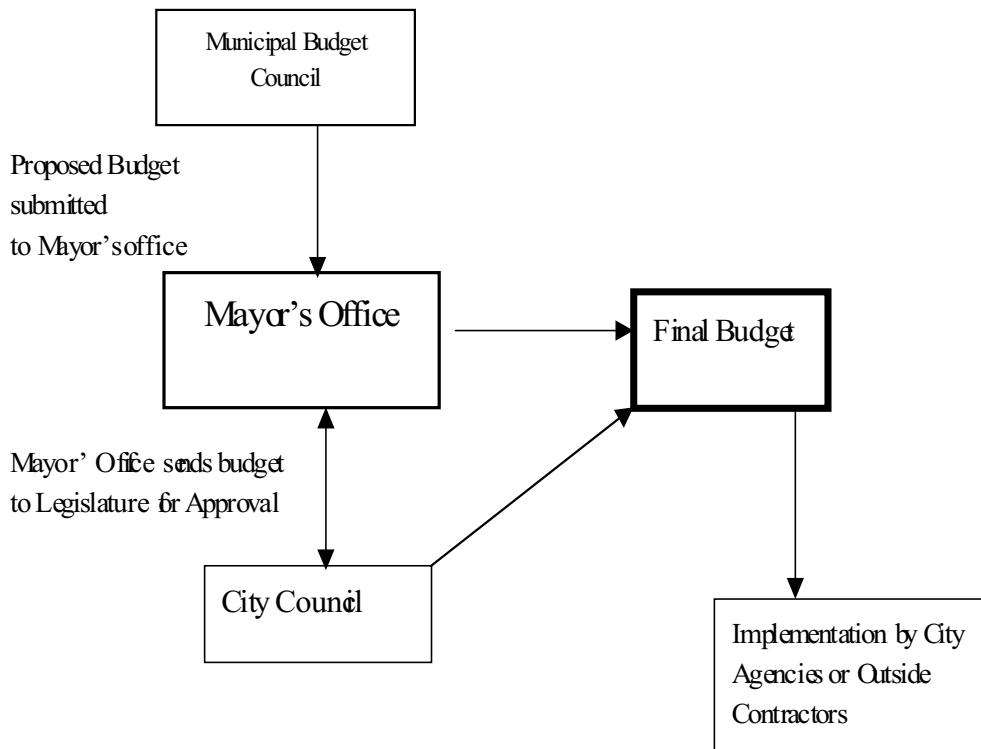 Municipal Budget
Council
Proposed Budget
submitted
to Mayor's office
Mayor's Office
Final Budget
Mayor' Office sends budget
to Legislature for Approval
City Council
Implementation by City
Agencies or Outside
Contractors